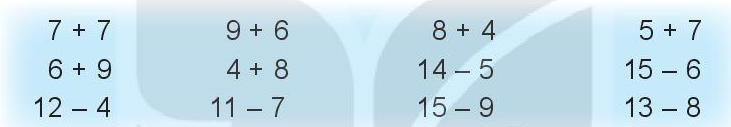 7 + 7 9 + 6 8 + 4 5 + 7
6 + 9 4 + 8 14 – 5 15 – 6
12 – 4 11 – 7 15 – 9 13 – 8